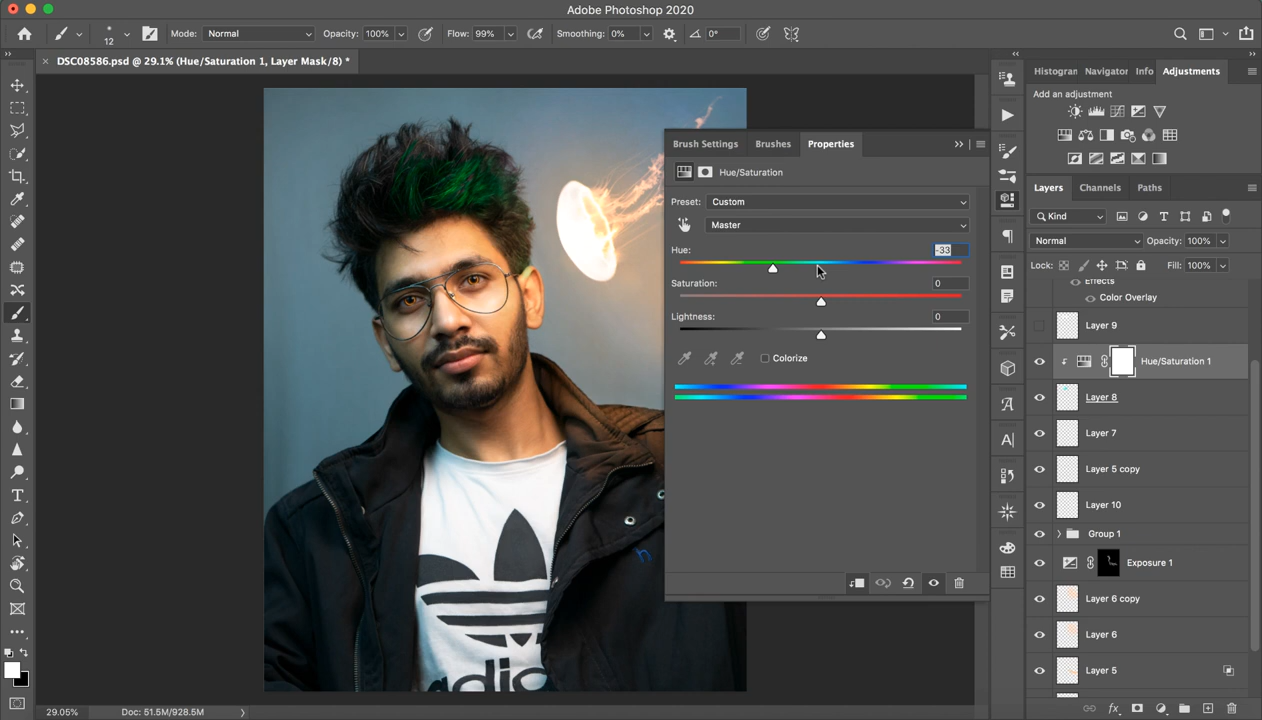 Adobe Photoshop 2020
12
Mode: Normal
Opacity: 100%
Flow: 99%
Smoothing: 0%
0°
DSC08586.psd @ 29.1% (Hue/Saturation 1, Layer Mask/8) *
Histogran
Navigator
Info
Adjustments
Add an adjustment
Brush Settings
Brushes
Properties
Hue/Saturation
Preset: Custom
Master
Hue: -33
Saturation: 0
Lightness: 0
Colorize
Layers
Channels
Paths
Kind
Normal
Opacity: 100%
Lock:
Fill: 100%
Effects
Color Overlay
Layer 9
Hue/Saturation 1
Layer 8
Layer 7
Layer 5 copy
Layer 10
Group 1
Exposure 1
Layer 6 copy
Layer 6
Layer 5
fx
adidas
29.05%
Doc: 51.5M/928.5M